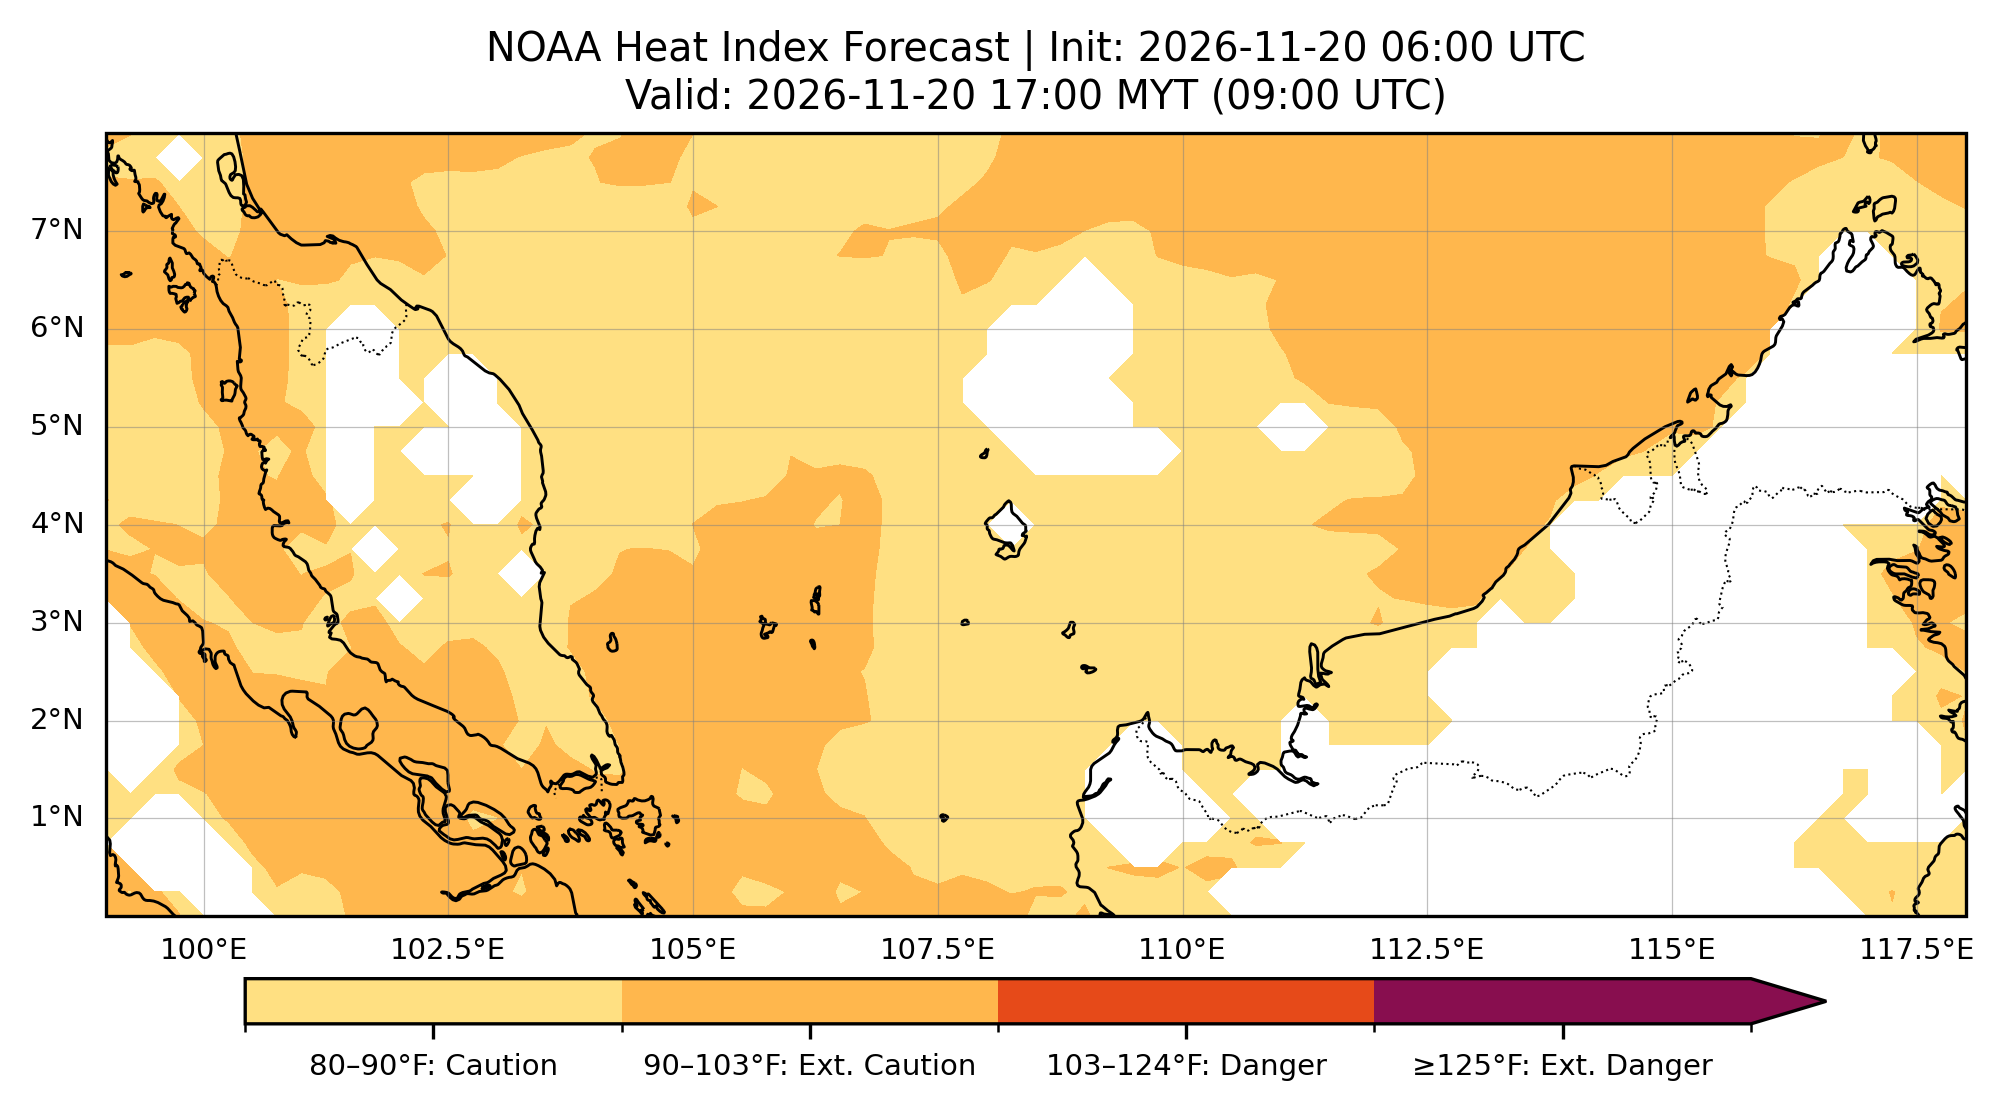 NOAA Heat Index Forecast | Init: 2026-11-20 06:00 UTC
Valid: 2026-11-20 17:00 MYT (09:00 UTC)
7°N
6°N
5°N
4°N
3°N
2°N
1°N
100°E 102.5°E 105°E 107.5°E 110°E 112.5°E 115°E 117.5°E
80–90°F: Caution 90–103°F: Ext. Caution 103–124°F: Danger ≥125°F: Ext. Danger